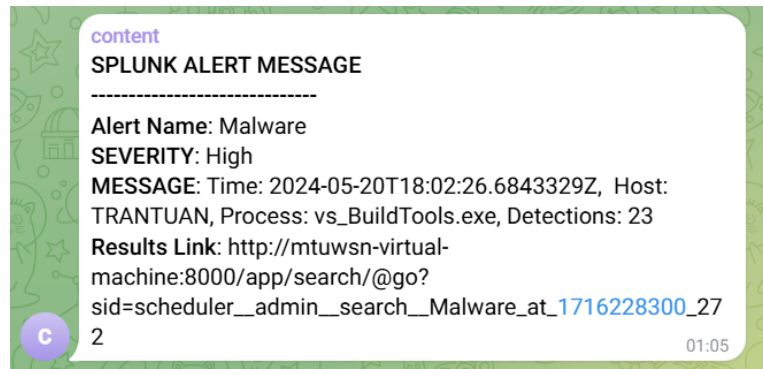 content
SPLUNK ALERT MESSAGE
------------------------------
Alert Name: Malware
SEVERITY: High
MESSAGE: Time: 2024-05-20T18:02:26.6843329Z,  Host:
TRANTUAN, Process: vs_BuildTools.exe, Detections: 23
Results Link: http://mtuwsn-virtual-
machine:8000/app/search/@go?
sid=scheduler__admin__search__Malware_at_1716228300_27
2
C
01:05